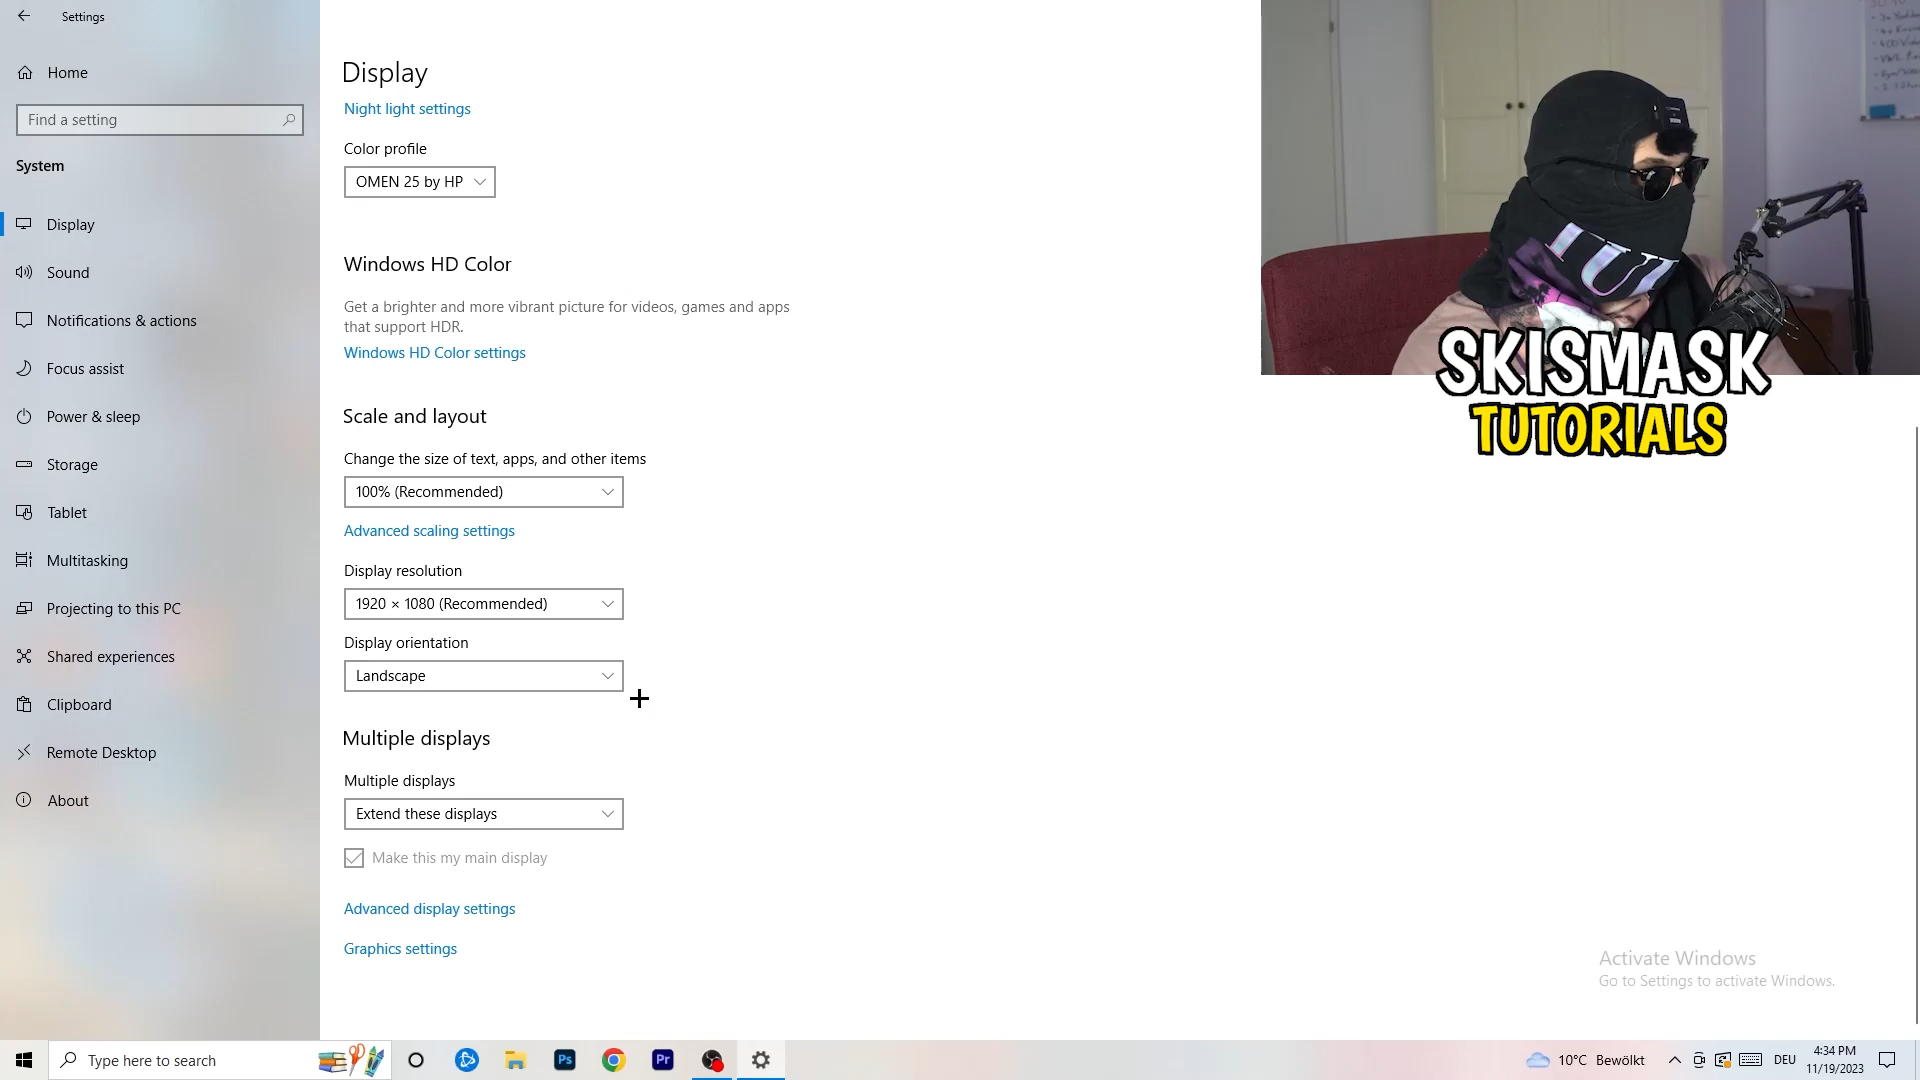 Settings
Home
Find a setting
System
Display
Sound
Notifications & actions
Focus assist
Power & sleep
Storage
Tablet
Multitasking
Projecting to this PC
Shared experiences
Clipboard
Remote Desktop
About
Display
Night light settings
Color profile
OMEN 25 by HP
Windows HD Color
Get a brighter and more vibrant picture for videos, games and apps
that support HDR.
Windows HD Color settings
Scale and layout
Change the size of text, apps, and other items
100% (Recommended)
Advanced scaling settings
Display resolution
1920 × 1080 (Recommended)
Display orientation
Landscape
Multiple displays
Multiple displays
Extend these displays
Make this my main display
Advanced display settings
Graphics settings
SKISMASK
TUTORIALS
Activate Windows
Go to Settings to activate Windows.
Type here to search
Ps
Pr
10°C Bewölkt
DEU
4:34 PM
11/19/2023